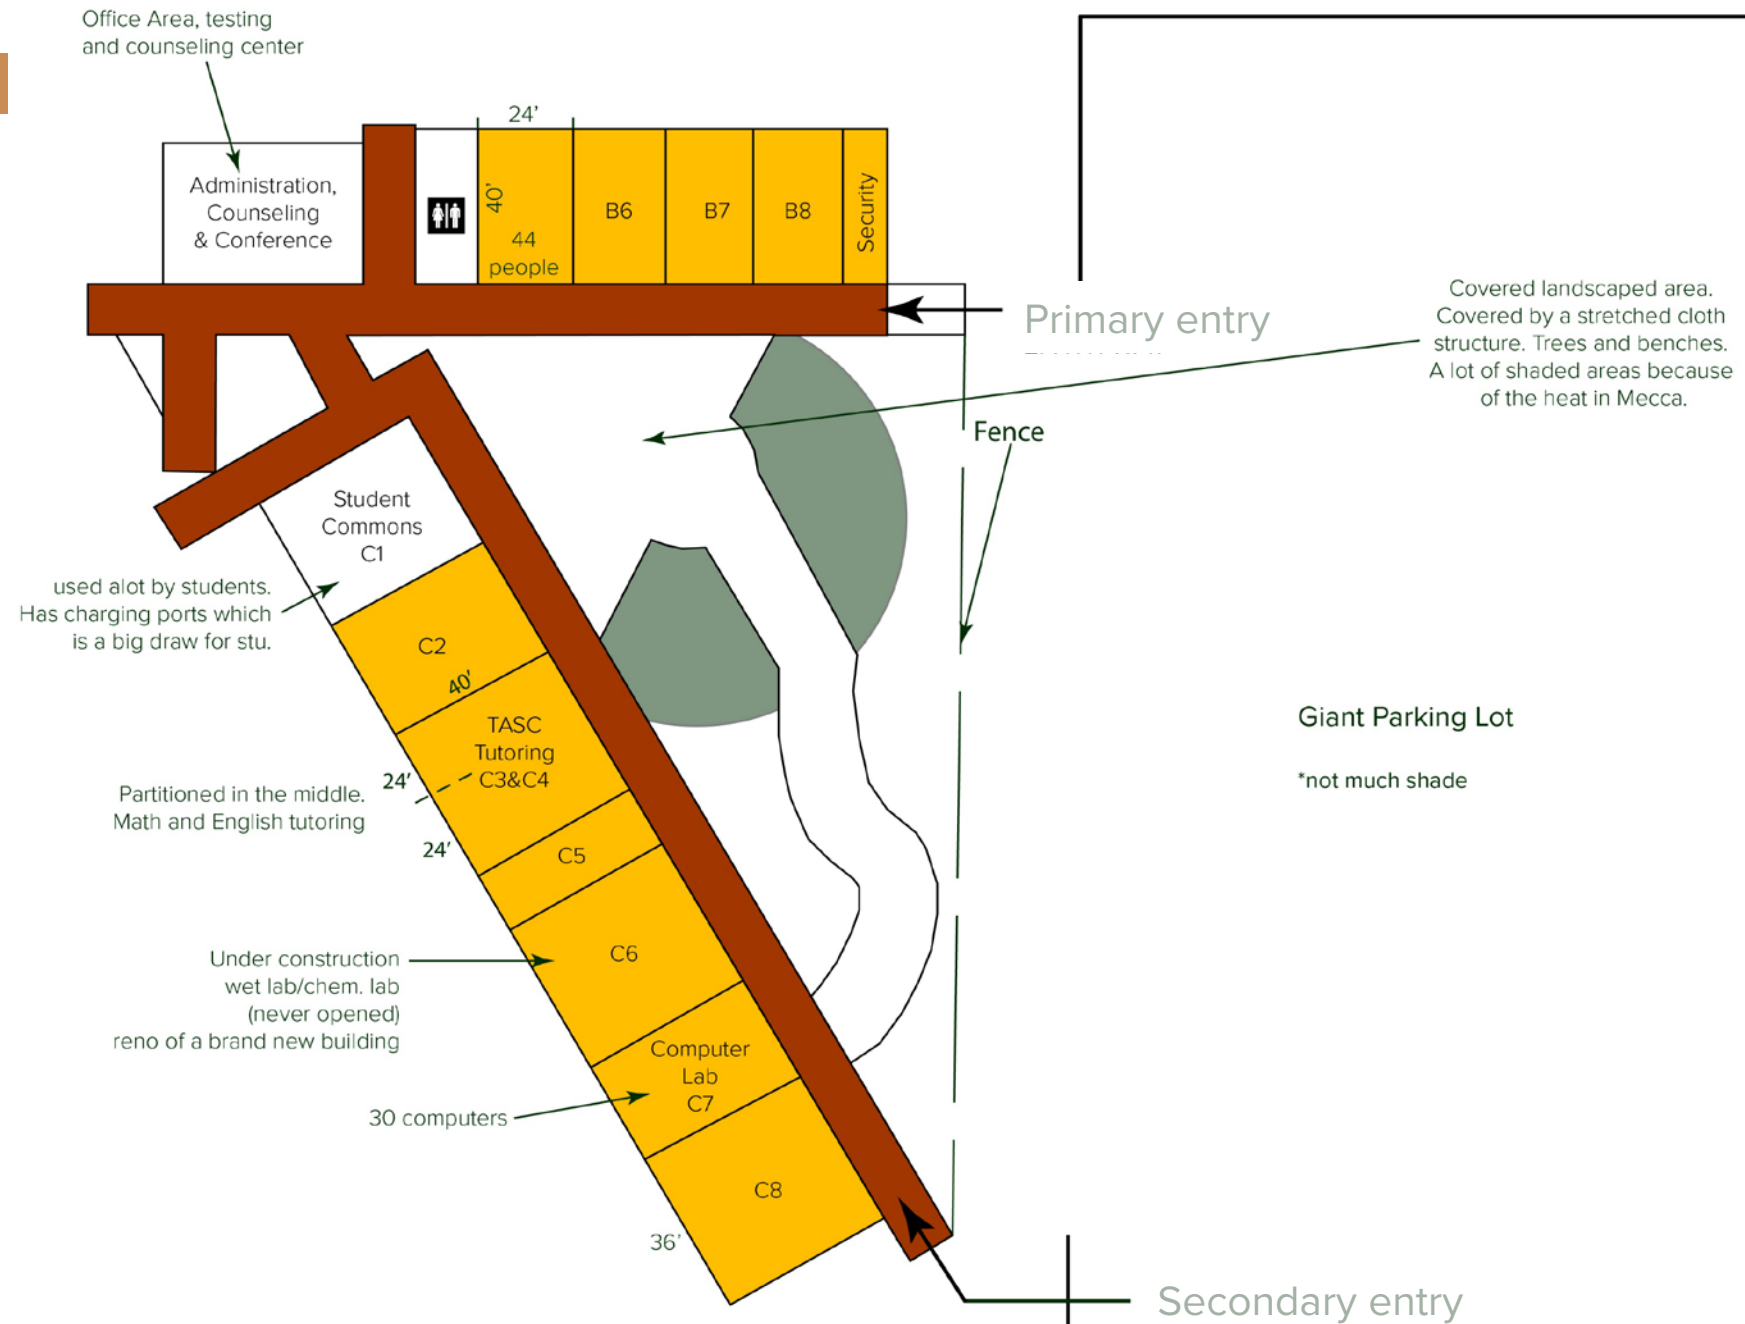 Office Area, testing
and counseling center
24'
Administration,
Counseling
& Conference
40'
44
people
B6
B7
B8
Security
Primary entry
Covered landscaped area.
Covered by a stretched cloth
structure. Trees and benches.
A lot of shaded areas because
of the heat in Mecca.
Fence
Student
Commons
C1
used alot by students.
Has charging ports which
is a big draw for stu.
C2
40'
TASC
Tutoring
C3&C4
24'
Partitioned in the middle.
Math and English tutoring
24'
C5
Giant Parking Lot
*not much shade
C6
Under construction
wet lab/chem. lab
(never opened)
reno of a brand new building
Computer
Lab
C7
30 computers
C8
36'
Secondary entry